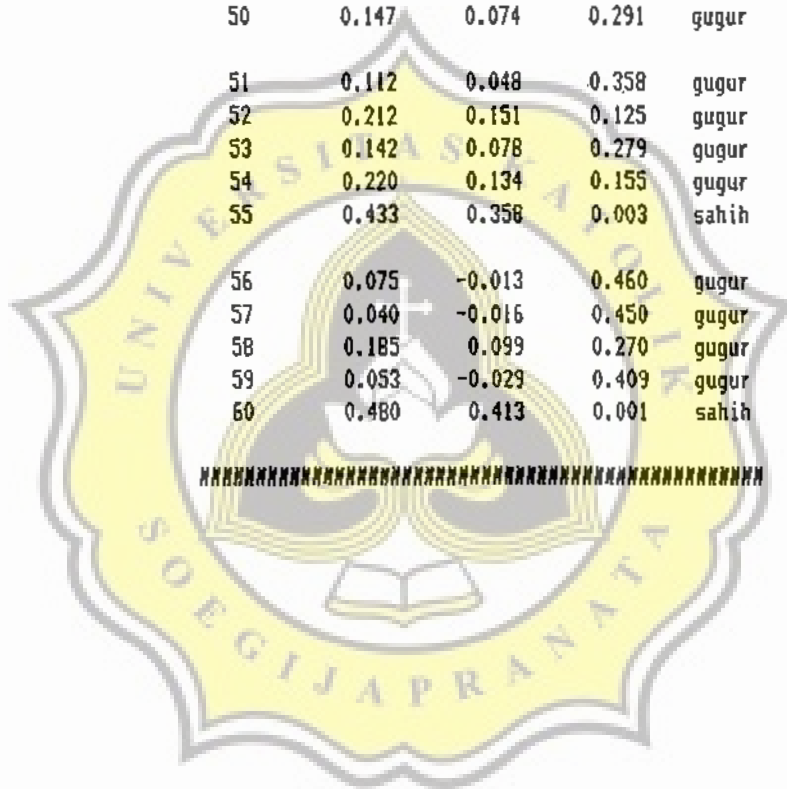 50 0.147 0.074 0.291 gugur
51 0.112 0.048 0.358 gugur
52 0.212 0.151 0.125 gugur
53 0.142 0.078 0.279 gugur
54 0.220 0.134 0.155 gugur
55 0.433 0.358 0.003 sahih
56 0.075 -0.013 0.460 gugur
57 0.040 -0.016 0.450 gugur
58 0.185 0.099 0.270 gugur
59 0.053 -0.029 0.409 gugur
60 0.480 0.413 0.001 sahih
UNIVERSITAS KATOLIK
SOEGIJAPRANATA